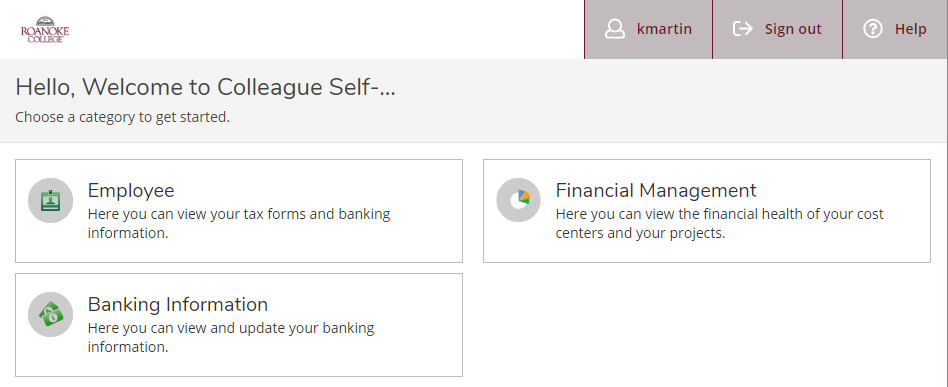 ROANOKE
COLLEGE
kmartin
Sign out
Help
Hello, Welcome to Colleague Self-...
Choose a category to get started.
Employee
Here you can view your tax forms and banking
information.
Financial Management
Here you can view the financial health of your cost
centers and your projects.
Banking Information
Here you can view and update your banking
information.